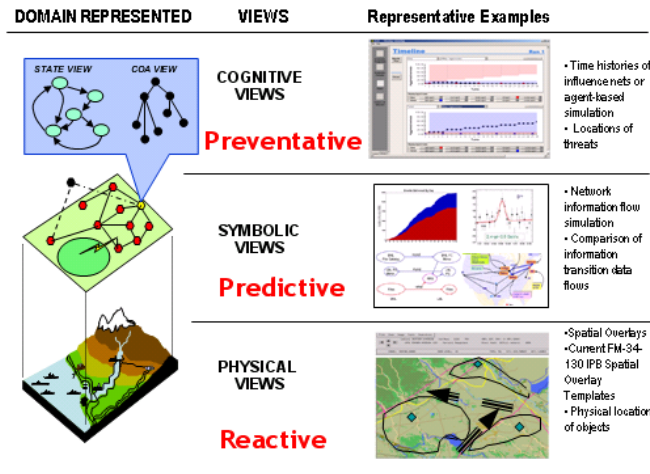 DOMAIN REPRESENTED
VIEWS
Representative Examples
STATE VIEW
COA VIEW
COGNITIVE
VIEWS
Preventative
Timeline
• Time histories of
influence nets or
agent-based
simulation
• Locations of
threats
SYMBOLIC
VIEWS
Predictive
• Network
information flow
simulation
• Comparison of
information
transition data
flows
PHYSICAL
VIEWS
Reactive
•Spatial Overlays
•Current FM-34-
130 IPB Spatial
Overlay
Templates
• Physical location
of objects